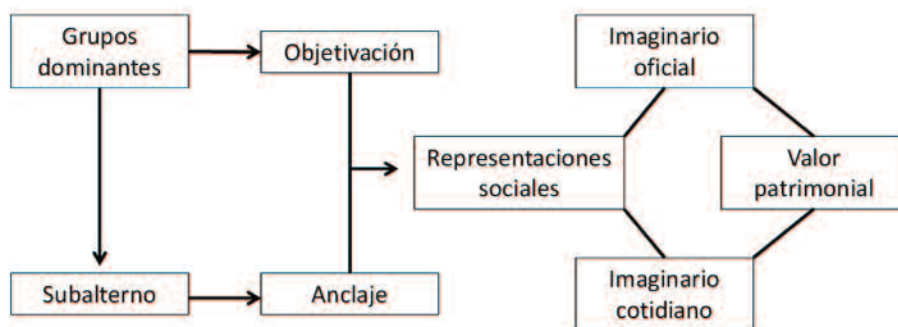 Grupos
dominantes
Objetivación
Imaginario
oficial
Representaciones
sociales
Valor
patrimonial
Subalterno
Anclaje
Imaginario
cotidiano